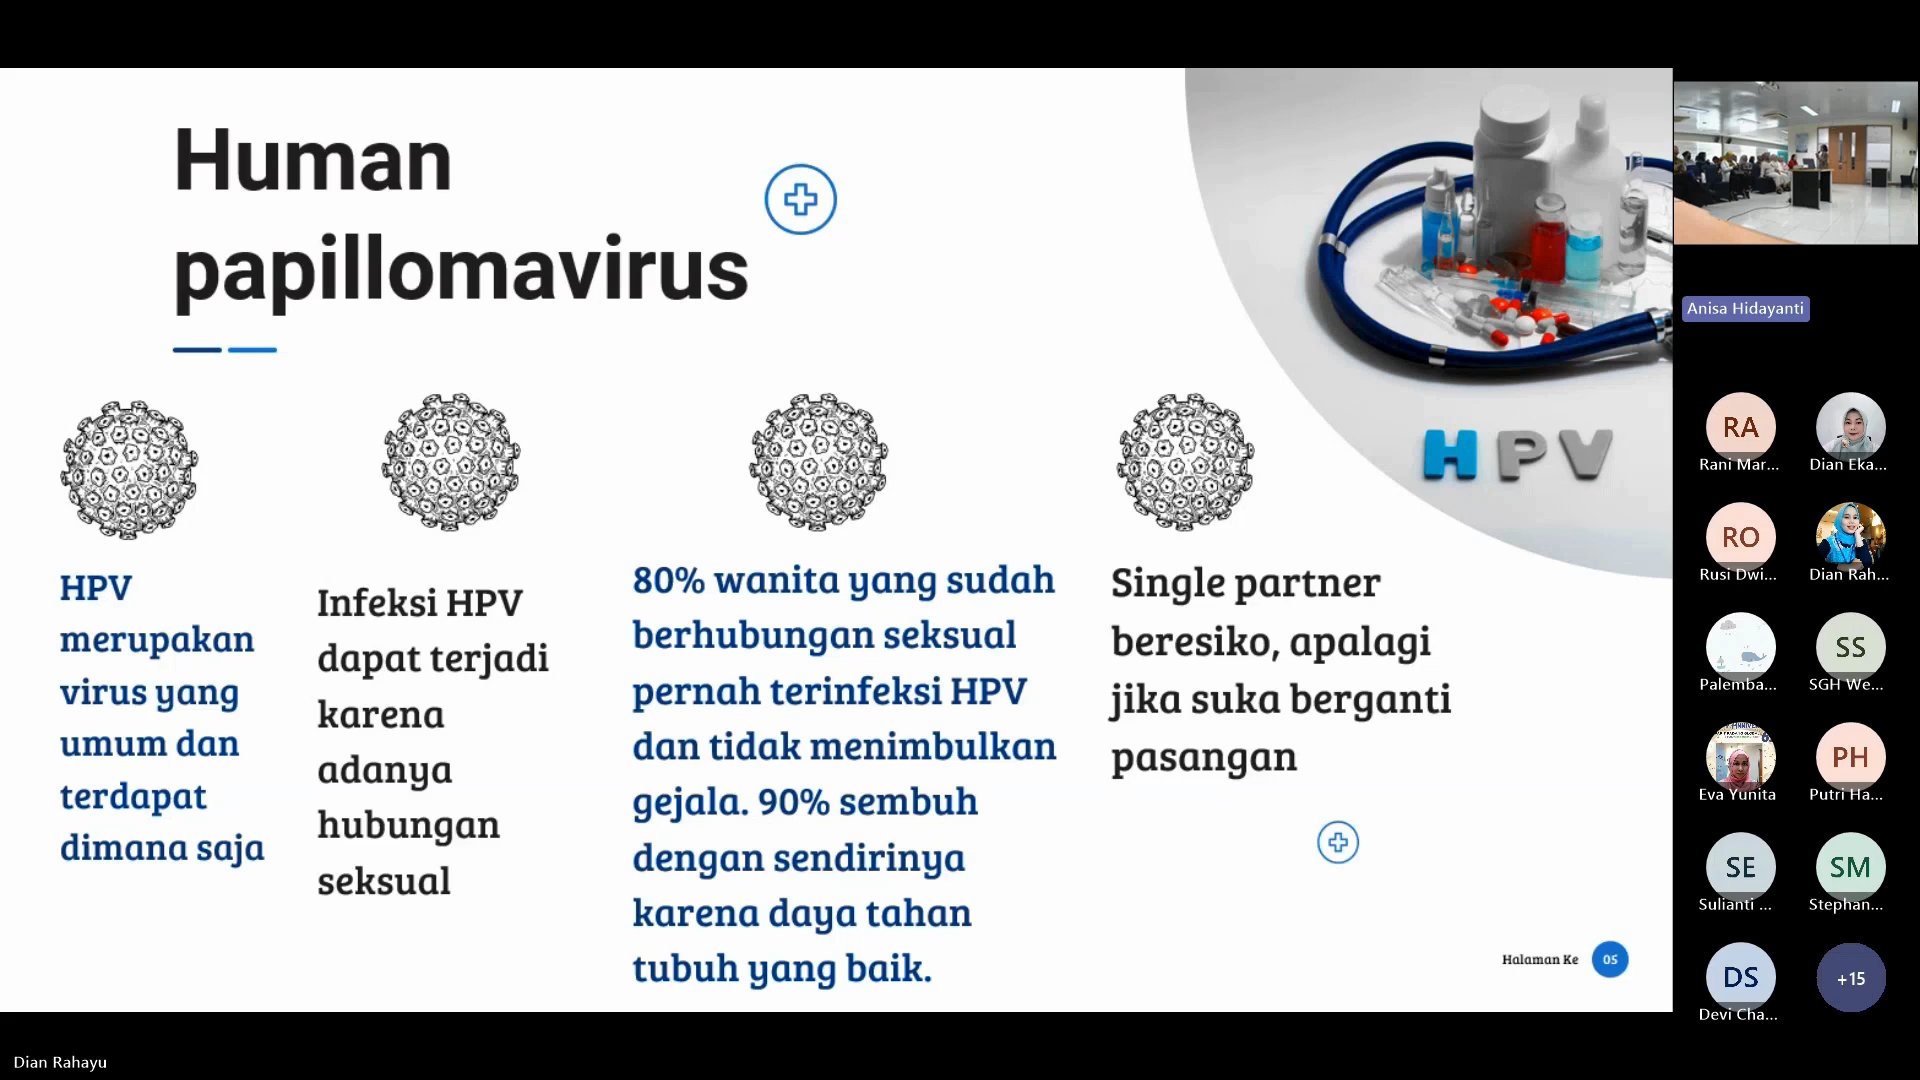 Human
papillomavirus
HPV
HPV
merupakan
virus yang
umum dan
terdapat
dimana saja
Infeksi HPV
dapat terjadi
karena
adanya
hubungan
seksual
80% wanita yang sudah
berhubungan seksual
pernah terinfeksi HPV
dan tidak menimbulkan
gejala. 90% sembuh
dengan sendirinya
karena daya tahan
tubuh yang baik.
Single partner
beresiko, apalagi
jika suka berganti
pasangan
Halaman Ke 05
Anisa Hidayanti
RA
Rani Mar...
Dian Eka...
RO
Rusi Dwi...
Dian Rah...
Palemba...
SS
SGH We...
Eva Yunita
PH
Putri Ha...
SE
Sulianti ...
SM
Stephan...
DS
Devi Cha...
+15
Dian Rahayu